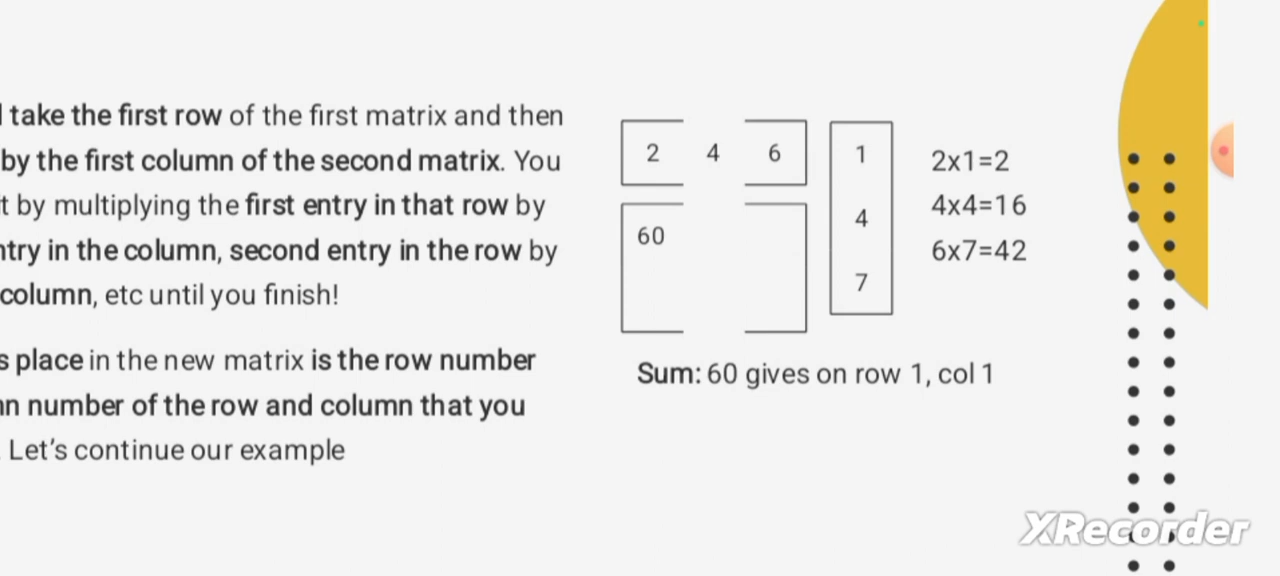 take the first row of the first matrix and then
by the first column of the second matrix. You
by multiplying the first entry in that row by
in the column, second entry in the row by
column, etc until you finish!
place in the new matrix is the row number
number of the row and column that you
Let's continue our example
2 4 6
60
1
4
7
2x1=2
4x4=16
6x7=42
Sum: 60 gives on row 1, col 1
XRecorder